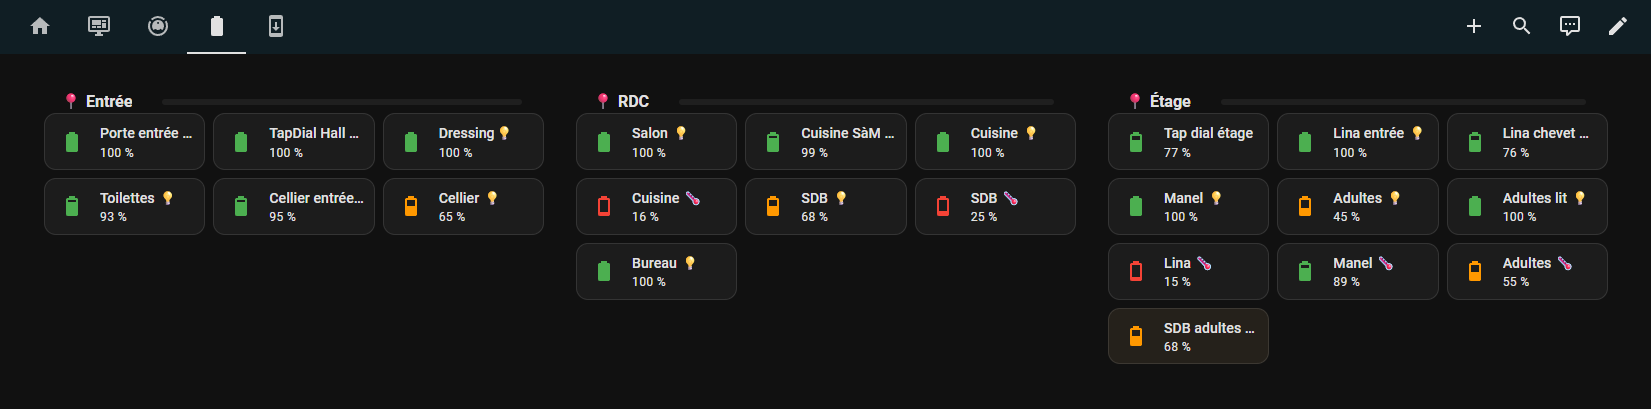 Entrée
Porte entrée ...
100 %
TapDial Hall ...
100 %
Dressing
100 %
Toilettes
93 %
Cellier entrée...
95 %
Cellier
65 %
RDC
Salon
100 %
Cuisine SàM ...
99 %
Cuisine
100 %
Cuisine
16 %
SDB
68 %
SDB
25 %
Bureau
100 %
Étage
Tap dial étage
77 %
Lina entrée
100 %
Lina chevet ...
76 %
Manel
100 %
Adultes
45 %
Adultes lit
100 %
Lina
15 %
Manel
89 %
Adultes
55 %
SDB adultes ...
68 %